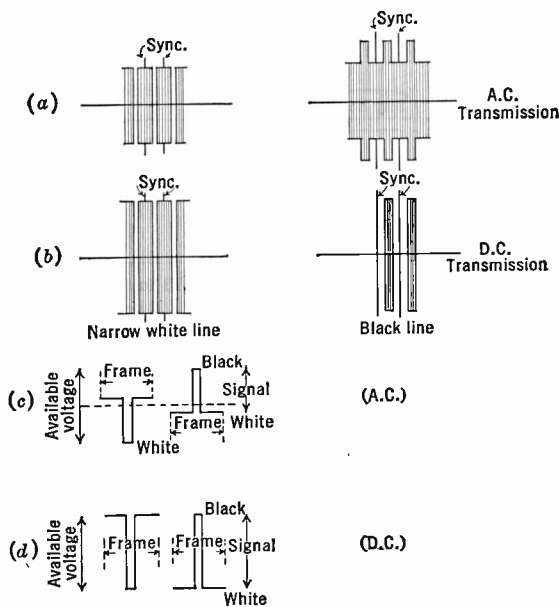 Sync.
Sync.
(a)
A.C.
Transmission
Sync.
Sync.
(b)
D.C.
Transmission
Narrow white line
Black line
Frame
Black
(c)
Available
voltage
Signal
(A.C.)
Frame
White
White
Black
(d)
Available
voltage
Frame
Frame
Signal
(D.C.)
White